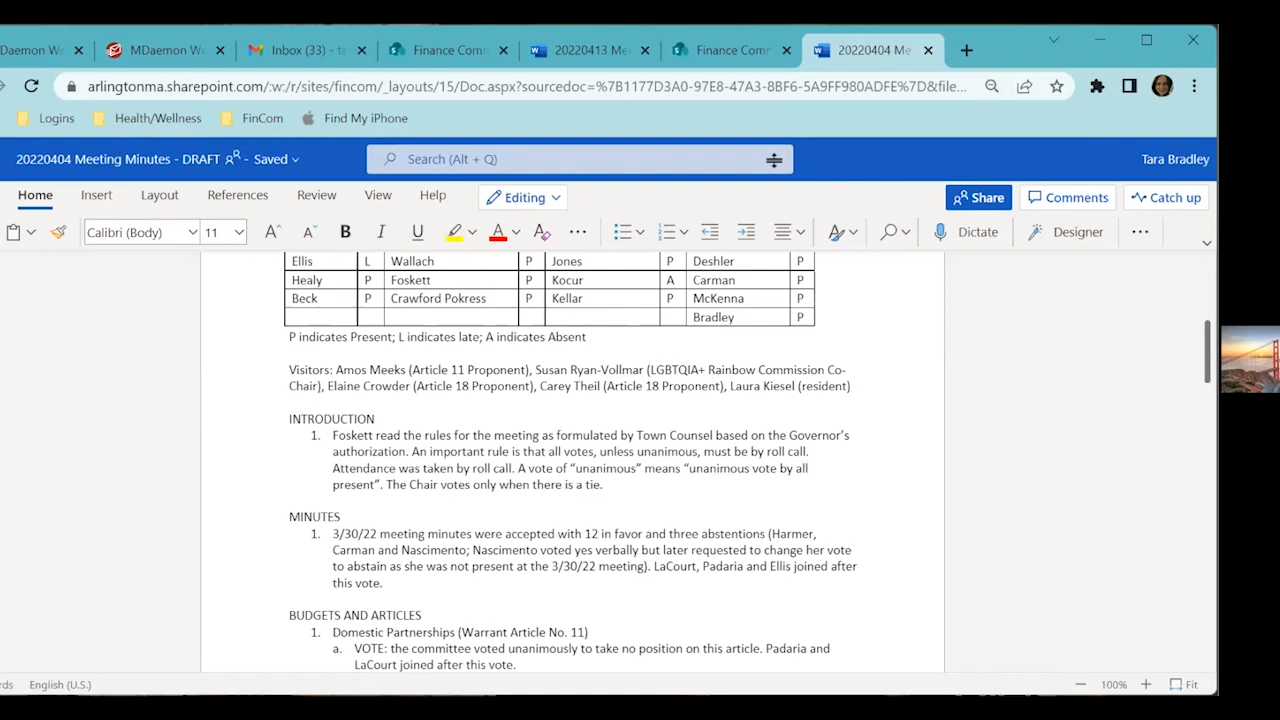 Daemon Wo
MDaemon We
Inbox (33) - ta
Finance Com
20220413 Me
Finance Com
20220404 Me
arlingtonma.sharepoint.com/:w:/r/sites/fincom/_layouts/15/Doc.aspx?sourcedoc=%7B1177D3A0-97E8-47A3-8BF6-5A9FF980ADFE%7D&file...
Logins
Health/Wellness
FinCom
Find My iPhone
20220404 Meeting Minutes - DRAFT - Saved
Search (Alt + Q)
Tara Bradley
Home Insert Layout References Review View Help Editing Share Comments Catch up
Calibri (Body) 11 A A B I U A A Dictate Designer
Ellis L Wallach P Jones P Deshler P
Healy P Foskett P Kocur A Carman P
Beck P Crawford Pokress P Kellar P McKenna P
Bradley P
P indicates Present; L indicates late; A indicates Absent
Visitors: Amos Meeks (Article 11 Proponent), Susan Ryan-Vollmar (LGBTQIA+ Rainbow Commission Co-
Chair), Elaine Crowder (Article 18 Proponent), Carey Theil (Article 18 Proponent), Laura Kiesel (resident)
INTRODUCTION
1. Foskett read the rules for the meeting as formulated by Town Counsel based on the Governor's
authorization. An important rule is that all votes, unless unanimous, must be by roll call.
Attendance was taken by roll call. A vote of "unanimous" means "unanimous vote by all
present". The Chair votes only when there is a tie.
MINUTES
1. 3/30/22 meeting minutes were accepted with 12 in favor and three abstentions (Harmer,
Carman and Nascimento; Nascimento voted yes verbally but later requested to change her vote
to abstain as she was not present at the 3/30/22 meeting). LaCourt, Padaria and Ellis joined after
this vote.
BUDGETS AND ARTICLES
1. Domestic Partnerships (Warrant Article No. 11)
a. VOTE: the committee voted unanimously to take no position on this article. Padaria and
LaCourt joined after this vote.
rds English (U.S.) 100% Fit